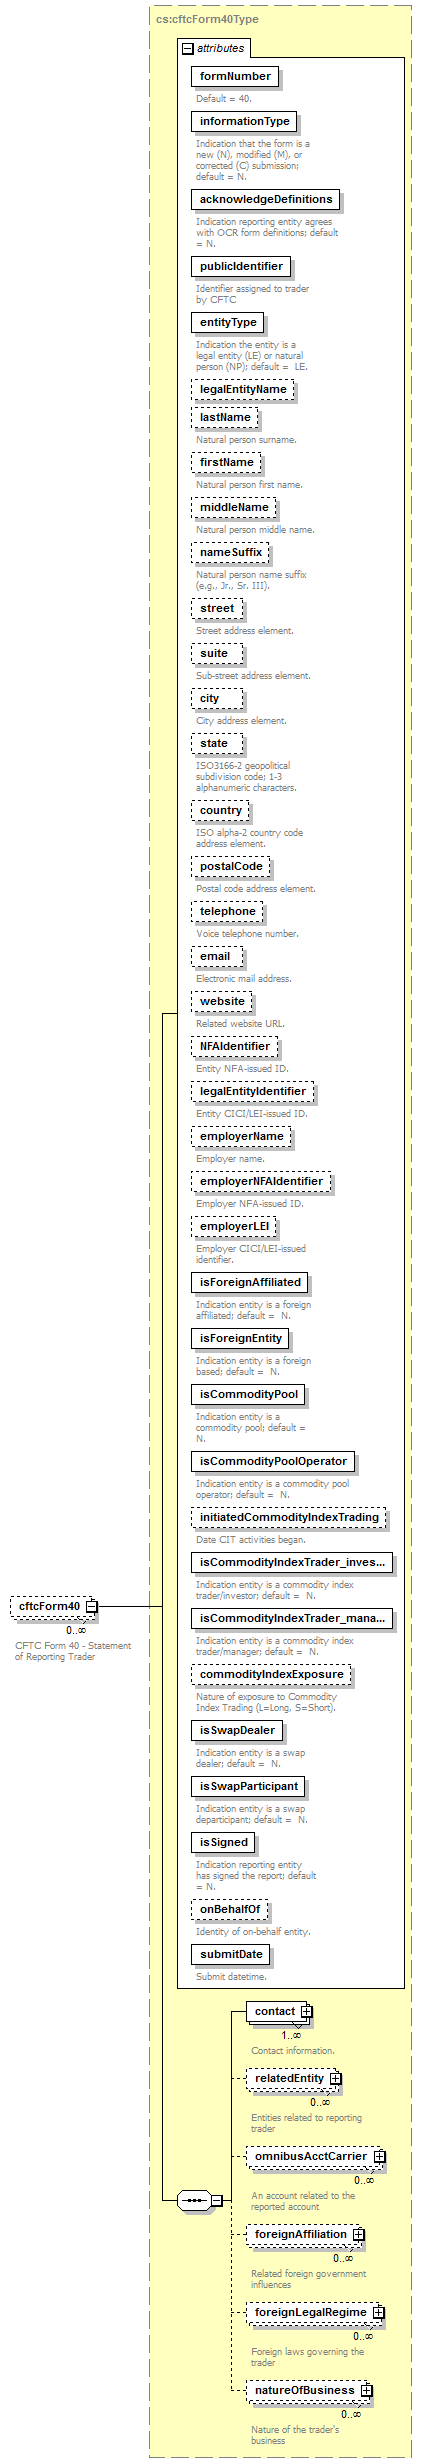 cs:cftcForm40Type
attributes
formNumber
Default = 40.
informationType
Indication that the form is a
new (N), modified (M), or
corrected (C) submission;
default = N.
acknowledgeDefinitions
Indication reporting entity agrees
with OCR form definitions; default
= N.
publicIdentifier
Identifier assigned to trader
by CFTC
entityType
Indication the entity is a
legal entity (LE) or natural
person (NP); default =  LE.
legalEntityName
lastName
Natural person surname.
firstName
Natural person first name.
middleName
Natural person middle name.
nameSuffix
Natural person name suffix
(e.g., Jr., Sr. III).
street
Street address element.
suite
Sub-street address element.
city
City address element.
state
ISO3166-2 geopolitical
subdivision code; 1-3
alphanumeric characters.
country
ISO alpha-2 country code
address element.
postalCode
Postal code address element.
telephone
Voice telephone number.
email
Electronic mail address.
website
Related website URL.
NFAIdentifier
Entity NFA-issued ID.
legalEntityIdentifier
Entity CICI/LEI-issued ID.
employerName
Employer name.
employerNFAIdentifier
Employer NFA-issued ID.
employerLEI
Employer CICI/LEI-issued
identifier.
isForeignAffiliated
Indication entity is a foreign
affiliated; default =  N.
isForeignEntity
Indication entity is a foreign
based; default =  N.
isCommodityPool
Indication entity is a
commodity pool; default =
N.
isCommodityPoolOperator
Indication entity is a commodity pool
operator; default =  N.
initiatedCommodityIndexTrading
Date CIT activities began.
isCommodityIndexTrader_inves...
Indication entity is a commodity index
trader/investor; default =  N.
isCommodityIndexTrader_mana...
Indication entity is a commodity index
trader/manager; default =  N.
commodityIndexExposure
Nature of exposure to Commodity
Index Trading (L=Long, S=Short).
isSwapDealer
Indication entity is a swap
dealer; default =  N.
isSwapParticipant
Indication entity is a swap
departicipant; default =  N.
isSigned
Indication reporting entity
has signed the report; default
= N.
onBehalfOf
Identity of on-behalf entity.
submitDate
Submit datetime.
cftcForm40
0..∞
CFTC Form 40 - Statement
of Reporting Trader
contact
1..∞
Contact information.
relatedEntity
0..∞
Entities related to reporting
trader
omnibusAcctCarrier
0..∞
An account related to the
reported account
foreignAffiliation
0..∞
Related foreign government
influences
foreignLegalRegime
0..∞
Foreign laws governing the
trader
natureOfBusiness
0..∞
Nature of the trader's
business